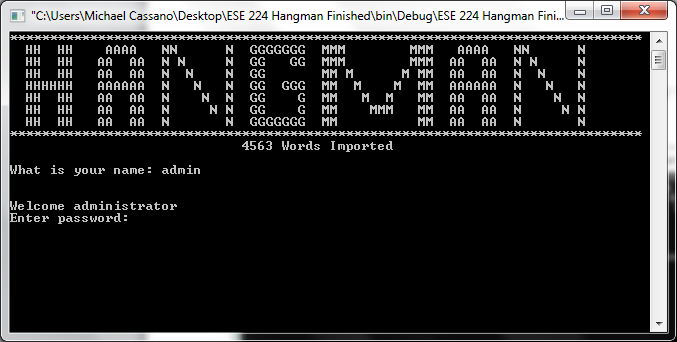 "C:\Users\Michael Cassano\Desktop\ESE 224 Hangman Finished\bin\Debug\ESE 224 Hangman Fini...
HANGMAN
4563 Words Imported
What is your name: admin
Welcome administrator
Enter password: